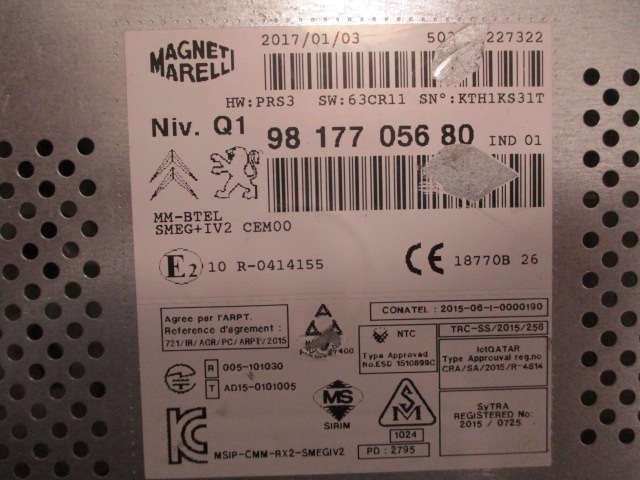 MAGNETI MARELLI
2017/01/03 227322
HW:PRS3 SW:63CR11 SN°:KTH1KS31T
Niv. Q1 98 177 056 80 IND 01
MM-BTEL
SMEG+IV2 CEM00
E2 10 R-0414155 CE 18770B 26
Agree par l'ARPT.
Reference d'agrement :
721/IR/AGR/PC/ARPT/2015
CONATEL : 2015-06-I-0000190
NTC
Type Approved
No.ESD 1510899C
TRC-SS/2015/258
IctQATAR
Type Approuval reg.no
CRA/SA/2015/R-4814
R 005-101030
T AD15-0101005
MS
SIRIM
SM
1024
PD : 2795
SyTRA
REGISTERED No:
2015 / 0725
KC
MSIP-CMM-RX2-SMEGIV2